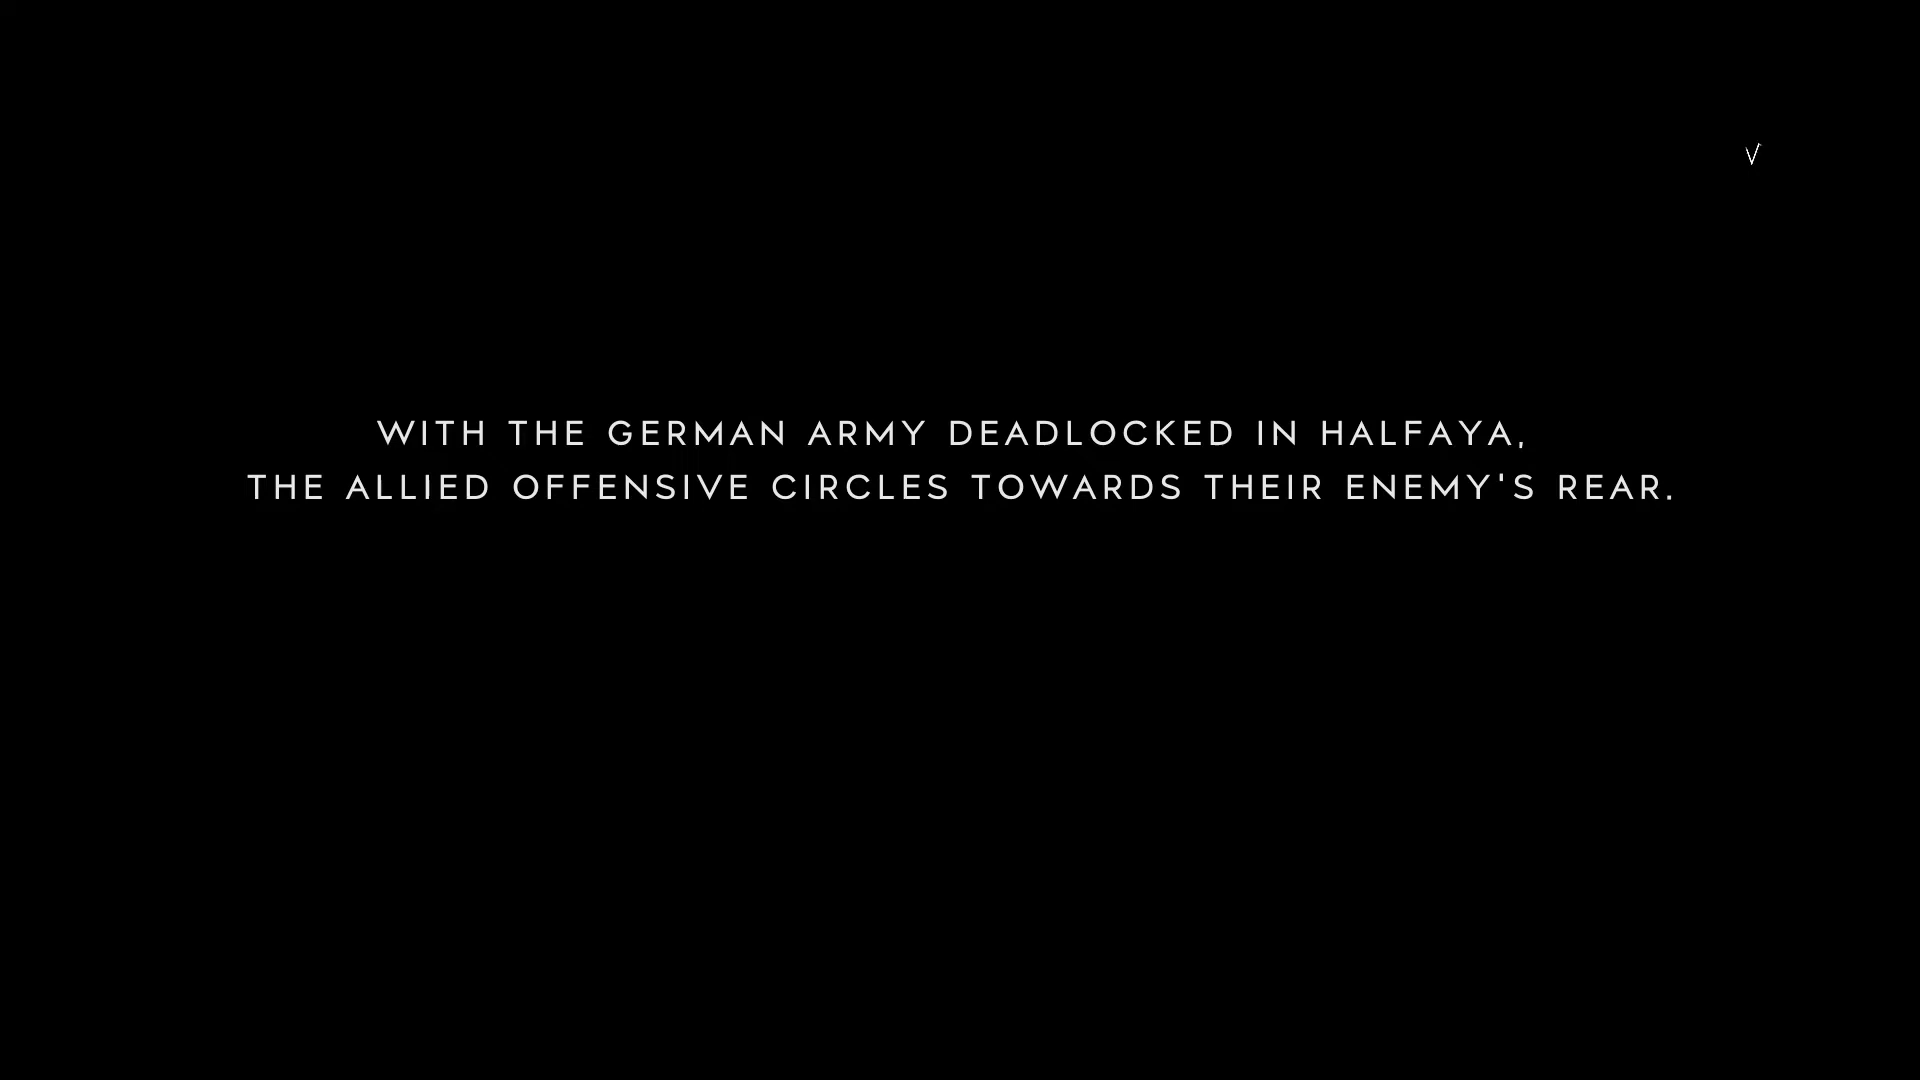 √
WITH THE GERMAN ARMY DEADLOCKED IN HALFAYA,
THE ALLIED OFFENSIVE CIRCLES TOWARDS THEIR ENEMY'S REAR.